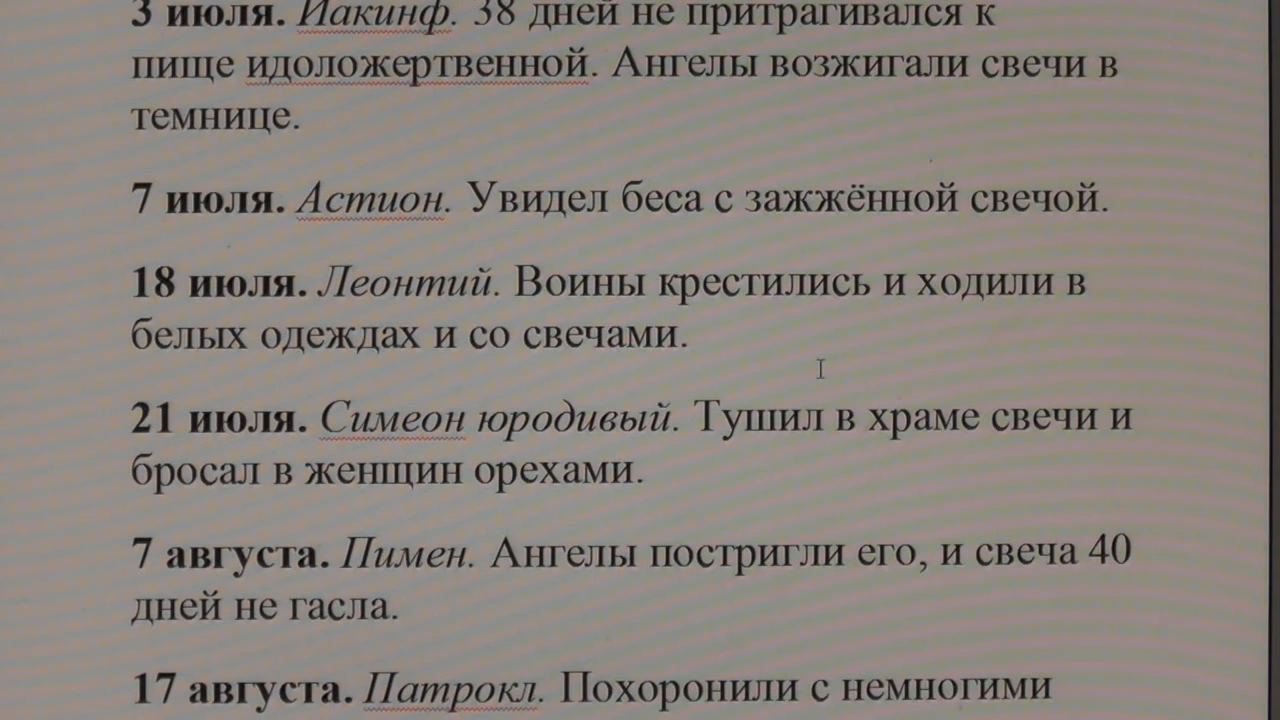 3 июля. Иакинф. 38 дней не притрагивался к
пище идоложертвенной. Ангелы возжигали свечи в
темнице.
7 июля. Астион. Увидел беса с зажжённой свечой.
18 июля. Леонтий. Воины крестились и ходили в
белых одеждах и со свечами.
21 июля. Симеон юродивый. Тушил в храме свечи и
бросал в женщин орехами.
7 августа. Пимен. Ангелы постригли его, и свеча 40
дней не гасла.
17 августа. Патрокл. Похоронили с немногими